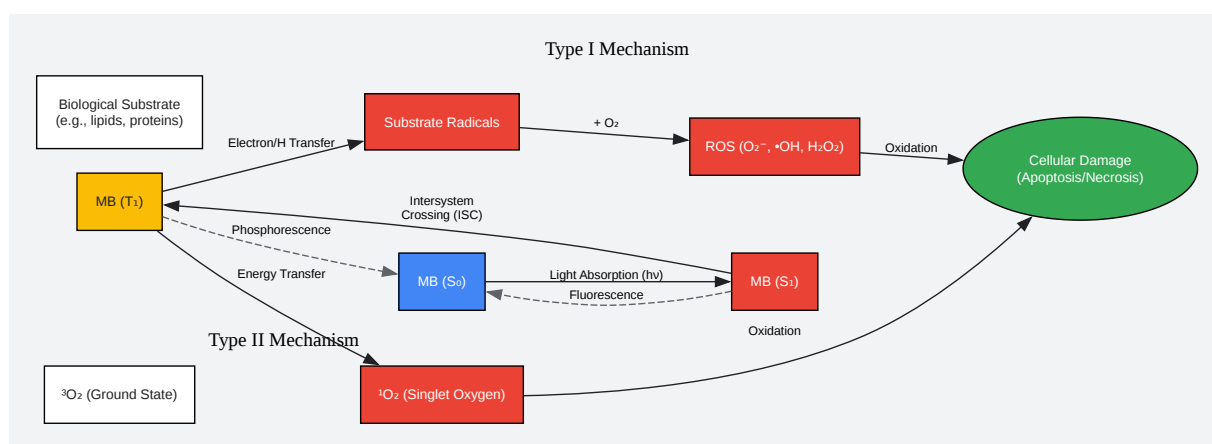 Type I Mechanism
Biological Substrate
(e.g., lipids, proteins)
Electron/H Transfer
Substrate Radicals
+ O₂
ROS (O₂⁻, •OH, H₂O₂)
Oxidation
Cellular Damage
(Apoptosis/Necrosis)
MB (T₁)
Intersystem
Crossing (ISC)
Phosphorescence
Energy Transfer
MB (S₀)
Light Absorption (hν)
Fluorescence
MB (S₁)
Oxidation
Type II Mechanism
³O₂ (Ground State)
¹O₂ (Singlet Oxygen)